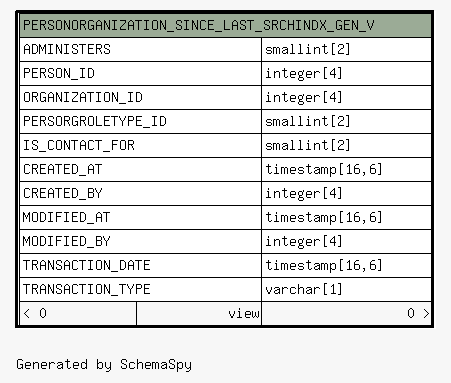 PERSONORGANIZATION_SINCE_LAST_SRCHINDX_GEN_V
ADMINISTERS smallint[2]
PERSON_ID integer[4]
ORGANIZATION_ID integer[4]
PERSORGROLETYPE_ID smallint[2]
IS_CONTACT_FOR smallint[2]
CREATED_AT timestamp[16,6]
CREATED_BY integer[4]
MODIFIED_AT timestamp[16,6]
MODIFIED_BY integer[4]
TRANSACTION_DATE timestamp[16,6]
TRANSACTION_TYPE varchar[1]
< 0 view 0 >
Generated by SchemaSpy